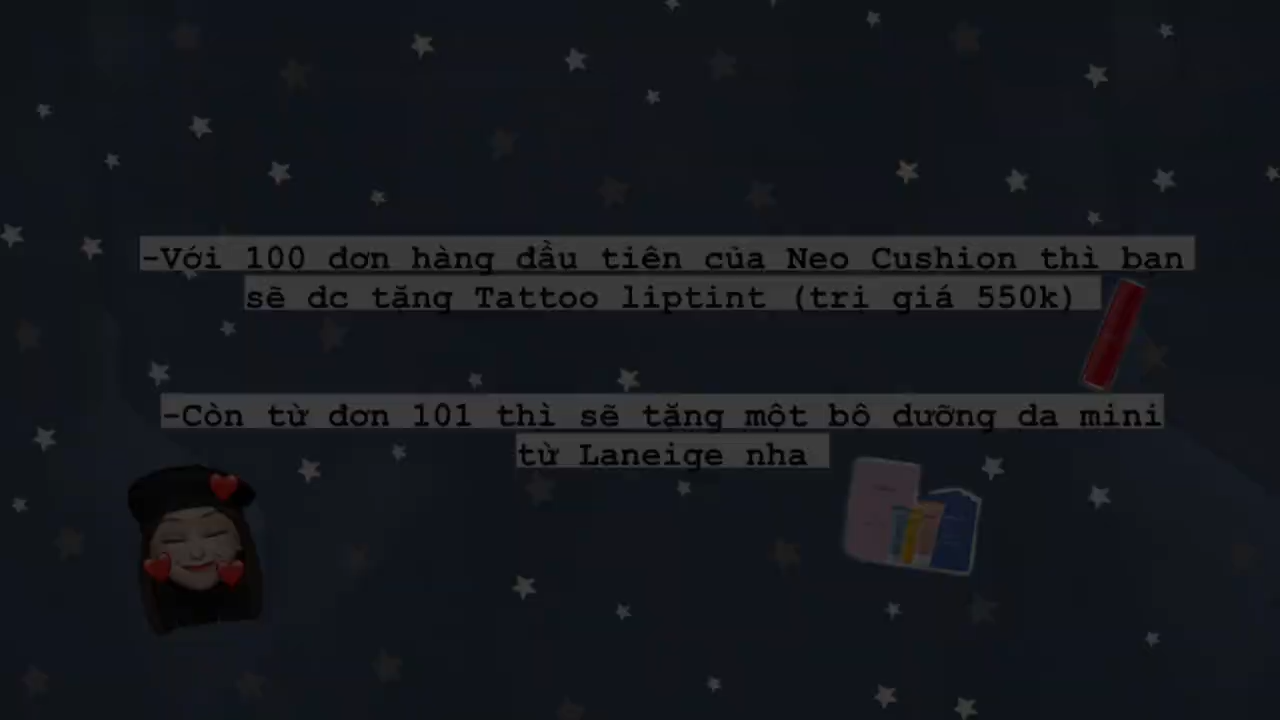 -Với 100 đơn hàng đầu tiên của Neo Cushion thì bạn
sẽ dc tặng Tattoo liptint (trị giá 550k)
-Còn từ đơn 101 thì sẽ tặng một bộ dưỡng da mini
từ Laneige nha